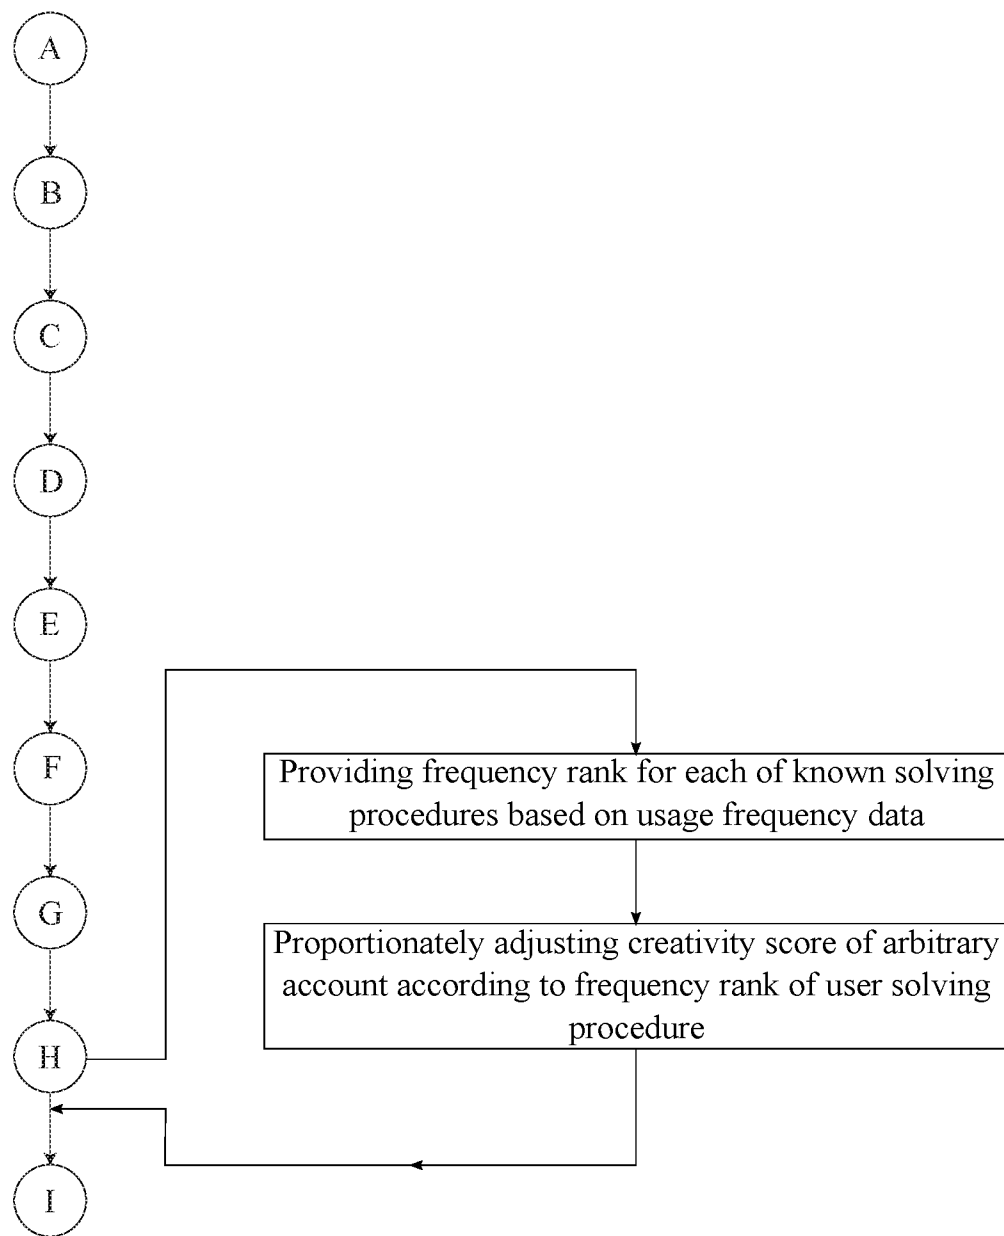 A
B
C
D
E
F
Providing frequency rank for each of known solving
procedures based on usage frequency data
G
Proportionately adjusting creativity score of arbitrary
account according to frequency rank of user solving
procedure
H
I